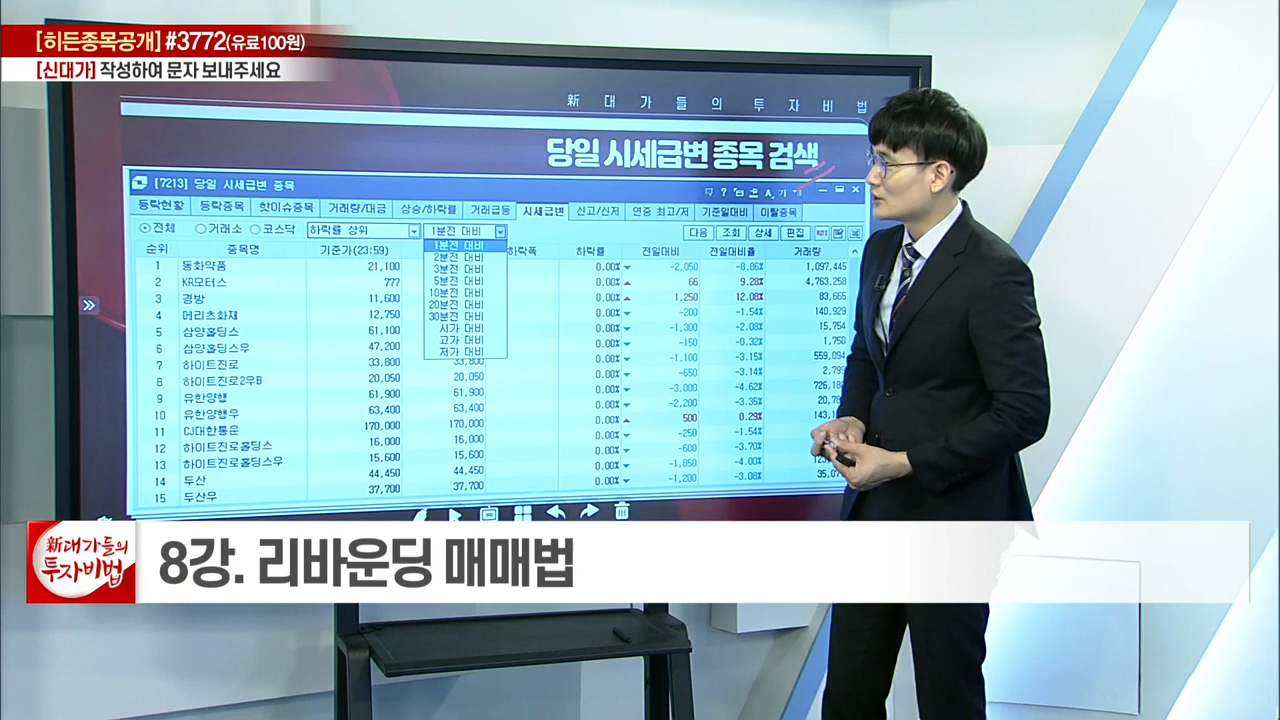 [히든종목공개] #3772(유료100원)
[신대가] 작성하여 문자 보내주세요
新 대 가 들 의 투 자 비 법
당일 시세급변 종목 검색
[7213] 당일 시세급변 종목
등락현황 등락종목 핫이슈종목 거래량/대금 상승/하락률 거래급등 시세급변 신고/신저 연중 최고/저 기준일대비 이탈종목
전체 거래소 코스닥 하락률 상위 1분전 대비 다음 조회 상세 편집
순위 종목명 기준가(23:59) 하락폭 하락률 전일대비 전일대비율 거래량
1분전 대비
2분전 대비
3분전 대비
5분전 대비
10분전 대비
20분전 대비
30분전 대비
시가 대비
고가 대비
저가 대비
1 동화약품 21,100 0.00% -2,050 -8.86% 1,097,445
2 KR모터스 777 0.00% 66 9.28% 4,763,258
3 경방 11,600 0.00% 1,250 12.08% 83,665
4 메리츠화재 12,750 0.00% -200 -1.54% 140,929
5 삼양홀딩스 61,100 0.00% -1,300 -2.08% 15,754
6 삼양홀딩스우 47,200 0.00% -150 -0.32% 1,750
7 하이트진로 33,800 33,800 0.00% -1,100 -3.15% 559,094
8 하이트진로2우B 20,050 20,050 0.00% -650 -3.14%
9 유한양행 61,900 61,900 0.00% -3,000 -4.62%
10 유한양행우 63,400 63,400 0.00% -2,200 -3.35%
11 CJ대한통운 170,000 170,000 0.00% 500 0.29%
12 하이트진로홀딩스 16,000 16,000 0.00% -250 -1.54%
13 하이트진로홀딩스우 15,600 15,600 0.00% -600 -3.70%
14 두산 44,450 44,450 0.00% -1,850 -4.00%
15 두산우 37,700 37,700 0.00% -1,200 -3.08%
新대가들의
투자비법
8강. 리바운딩 매매법